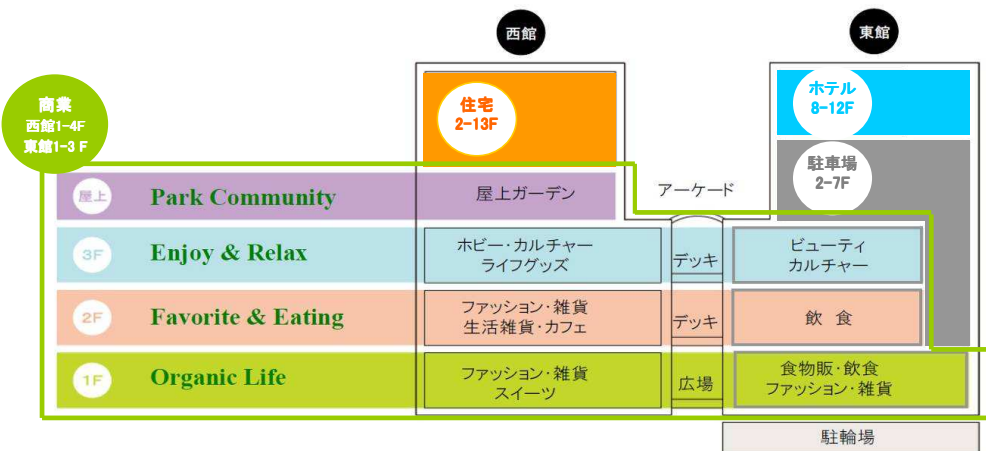 西館
東館
商業
西館1-4F
東館1-3 F
住宅
2-13F
ホテル
8-12F
駐車場
2-7F
屋上
Park Community
屋上ガーデン
アーケード
3F
Enjoy & Relax
ホビー・カルチャー
ライフグッズ
デッキ
ビューティ
カルチャー
2F
Favorite & Eating
ファッション・雑貨
生活雑貨・カフェ
デッキ
飲 食
1F
Organic Life
ファッション・雑貨
スイーツ
広場
食物販・飲食
ファッション・雑貨
駐輪場